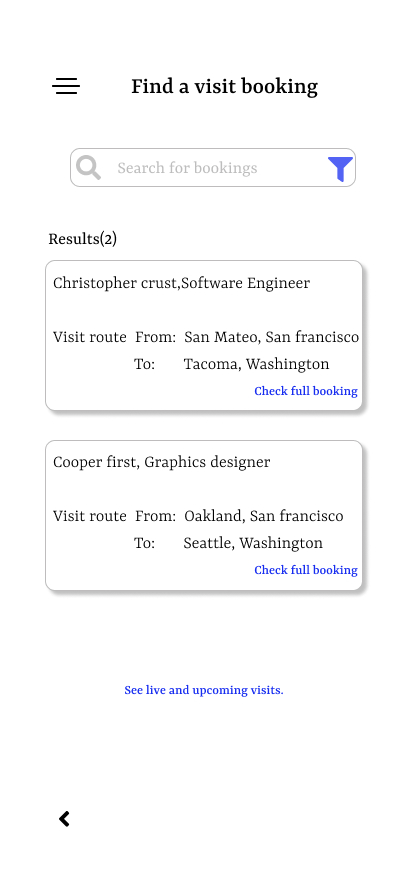 Find a visit booking
Search for bookings
Results(2)
Christopher crust,Software Engineer
Visit route From: San Mateo, San francisco
To: Tacoma, Washington
Check full booking
Cooper first, Graphics designer
Visit route From: Oakland, San francisco
To: Seattle, Washington
Check full booking
See live and upcoming visits.